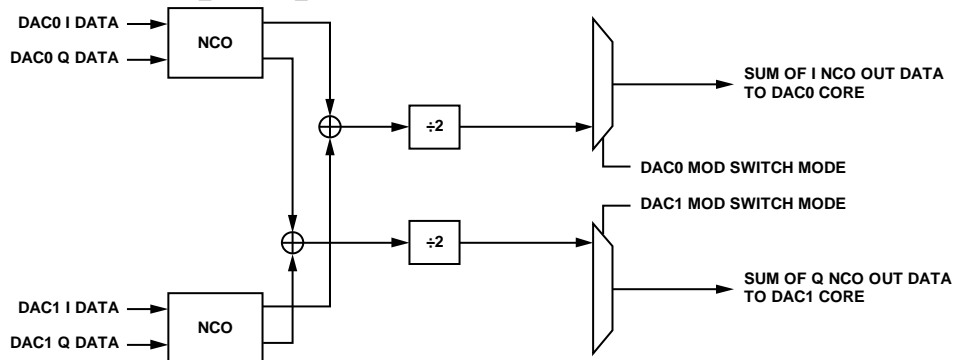 DAC0 I DATA
DAC0 Q DATA
NCO
÷2
SUM OF I NCO OUT DATA
TO DAC0 CORE
DAC0 MOD SWITCH MODE
DAC1 MOD SWITCH MODE
÷2
SUM OF Q NCO OUT DATA
TO DAC1 CORE
DAC1 I DATA
DAC1 Q DATA
NCO